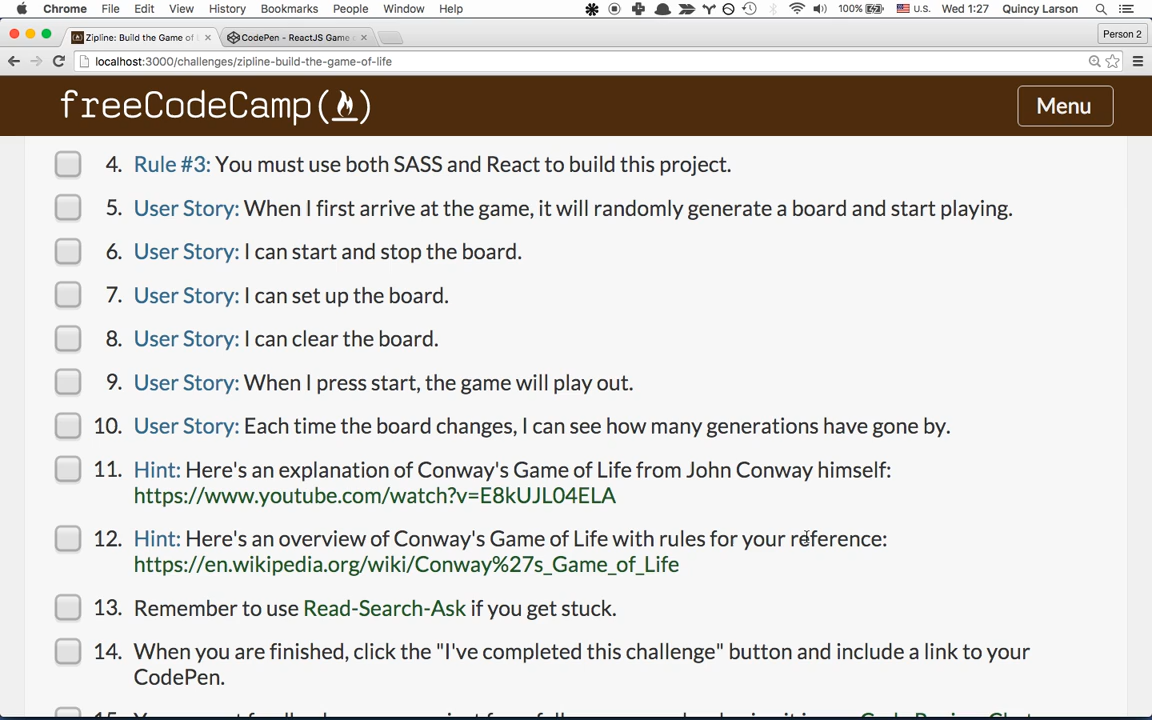 Chrome File Edit View History Bookmarks People Window Help 100% U.S. Wed 1:27 Quincy Larson
Zipline: Build the Game of × CodePen - ReactJS Game × Person 2
localhost:3000/challenges/zipline-build-the-game-of-life
freeCodeCamp Menu
4. Rule #3: You must use both SASS and React to build this project.
5. User Story: When I first arrive at the game, it will randomly generate a board and start playing.
6. User Story: I can start and stop the board.
7. User Story: I can set up the board.
8. User Story: I can clear the board.
9. User Story: When I press start, the game will play out.
10. User Story: Each time the board changes, I can see how many generations have gone by.
11. Hint: Here's an explanation of Conway's Game of Life from John Conway himself:
https://www.youtube.com/watch?v=E8kUJL04ELA
12. Hint: Here's an overview of Conway's Game of Life with rules for your reference:
https://en.wikipedia.org/wiki/Conway%27s_Game_of_Life
13. Remember to use Read-Search-Ask if you get stuck.
14. When you are finished, click the "I've completed this challenge" button and include a link to your
CodePen.